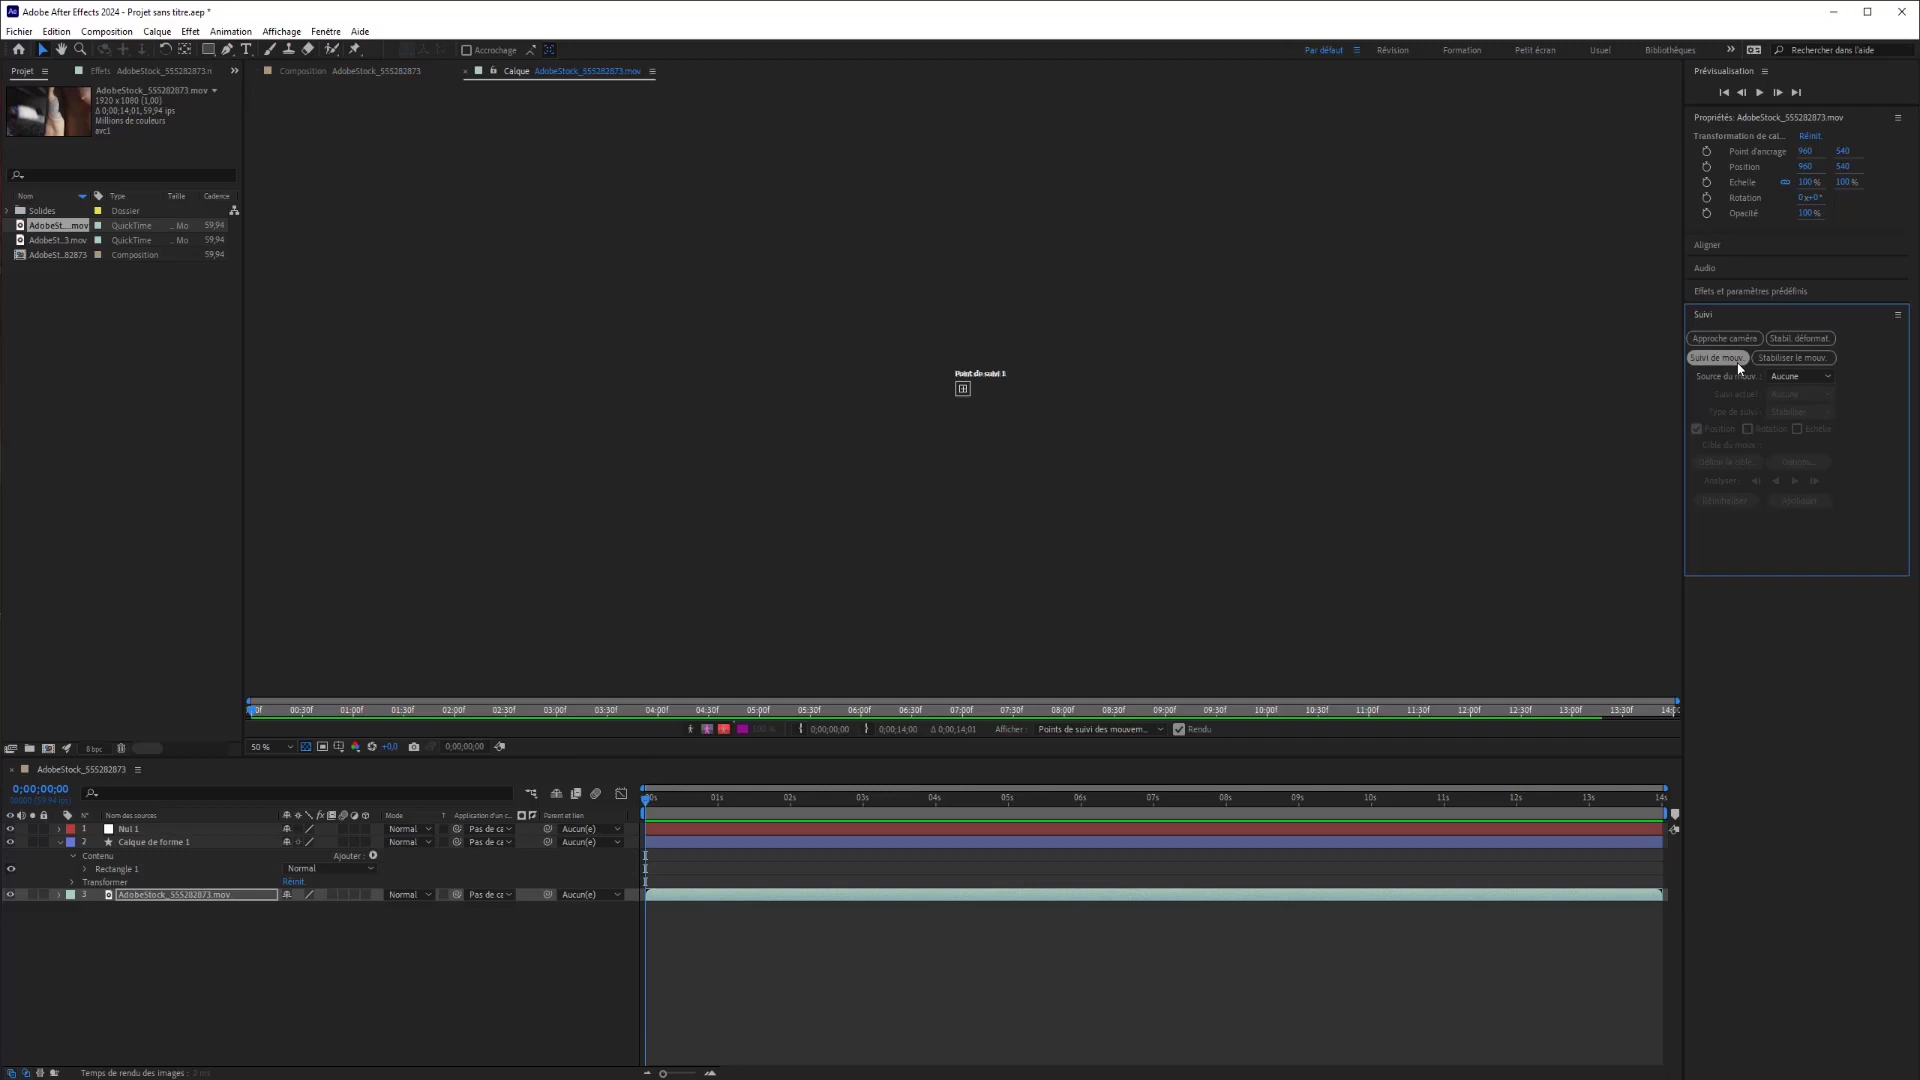 Adobe After Effects 2024 - Projet sans titre.aep *
Fichier Edition Composition Calque Effet Animation Affichage Fenêtre Aide
Accrochage
Par défaut Révision Formation Petit écran Usuel Bibliothèques Rechercher dans l'aide
Projet Effets AdobeStock_555282873.n
Composition AdobeStock_555282873
Calque AdobeStock_555282873.mov
AdobeStock_555282873.mov
1920 x 1080 (1,00)
Δ 0;00;14;01, 59,94 ips
Millions de couleurs
avc1
Nom Type Taille Cadence
Solides Dossier
AdobeSt....mov QuickTime ... Mo 59,94
AdobeSt...3.mov QuickTime ... Mo 59,94
AdobeSt...82873 Composition 59,94
Prévisualisation
Propriétés: AdobeStock_555282873.mov
Transformation de cal... Réinit.
Point d'ancrage 960 540
Position 960 540
Echelle 100 % 100 %
Rotation 0x+0°
Opacité 100 %
Aligner
Audio
Effets et paramètres prédéfinis
Suivi
Approche caméra Stabil. déformat.
Suivi de mouv. Stabiliser le mouv.
Source du mouv. : Aucune
Suivi actuel : Aucune
Type de suivi : Stabiliser
Position Rotation Echelle
Cible du mouv. :
Définir la cible... Options...
Analyser :
Réinitialiser Appliquer
Point de suivi 1
00f 00:30f 01:00f 01:30f 02:00f 02:30f 03:00f 03:30f 04:00f 04:30f 05:00f 05:30f 06:00f 06:30f 07:00f 07:30f 08:00f 08:30f 09:00f 09:30f 10:00f 10:30f 11:00f 11:30f 12:00f 12:30f 13:00f 13:30f 14:00
100 % 0;00;00;00 0;00;14;00 Δ 0;00;14;01 Afficher : Points de suivi des mouvem... Rendu
8 bpc
50 % +0,0 0;00;00;00
AdobeStock_555282873
0;00;00;00
00000 (59.94 ips)
00s 01s 02s 03s 04s 05s 06s 07s 08s 09s 10s 11s 12s 13s 14s
N° Nom des sources Mode T Application d'un c... Parent et lien
1 Nul 1 Normal Pas de ca Aucun(e)
2 Calque de forme 1 Normal Pas de ca Aucun(e)
Contenu Ajouter :
Rectangle 1 Normal
Transformer Réinit.
3 AdobeStock_555282873.mov Normal Pas de ca Aucun(e)
Temps de rendu des images : 2 ms